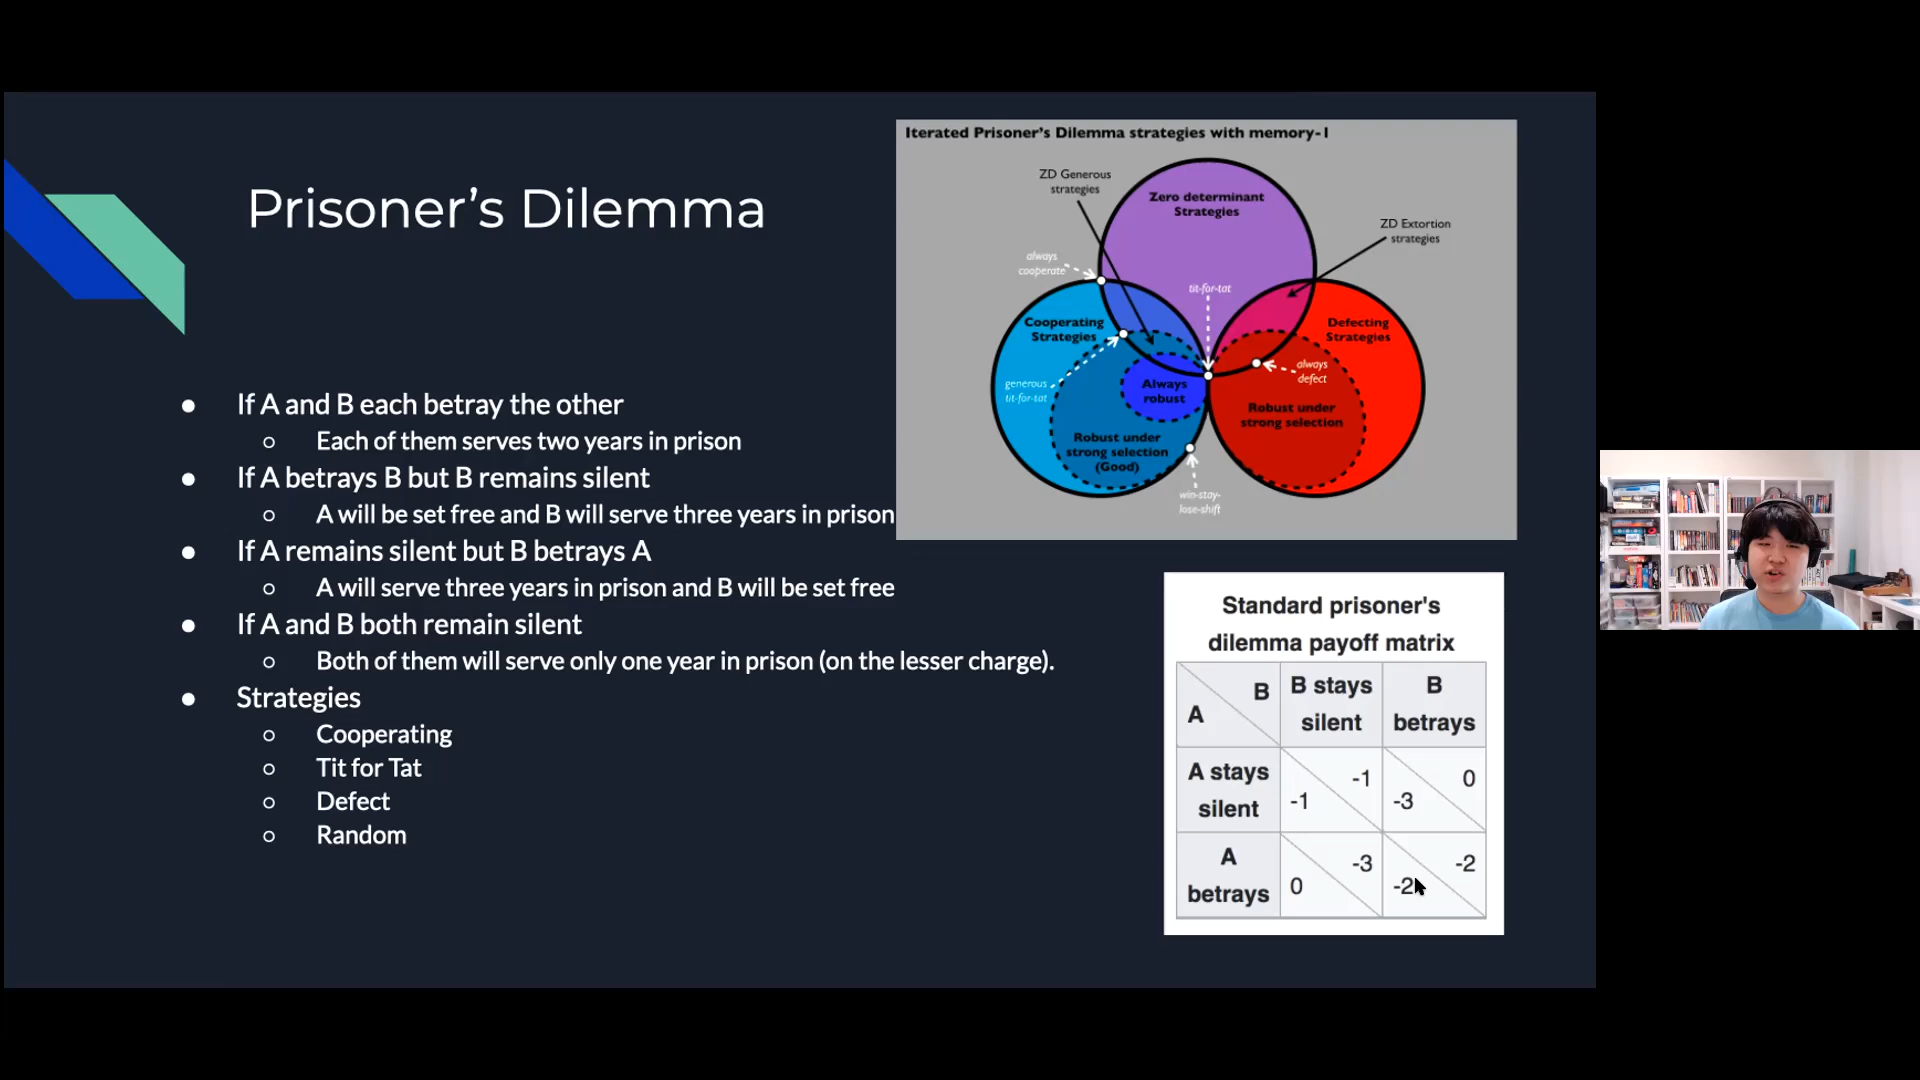 Prisoner's Dilemma
● If A and B each betray the other
○ Each of them serves two years in prison
● If A betrays B but B remains silent
○ A will be set free and B will serve three years in prison
● If A remains silent but B betrays A
○ A will serve three years in prison and B will be set free
● If A and B both remain silent
○ Both of them will serve only one year in prison (on the lesser charge).
● Strategies
○ Cooperating
○ Tit for Tat
○ Defect
○ Random
Iterated Prisoner's Dilemma strategies with memory-1
ZD Generous
strategies
Zero determinant
Strategies
ZD Extortion
strategies
always
cooperate
tit-for-tat
Cooperating
Strategies
Defecting
Strategies
generous
tit-for-tat
Always
robust
always
defect
Robust under
strong selection
Robust under
strong selection
(Good)
win-stay-
lose-shift
Standard prisoner's
dilemma payoff matrix
B
A
B stays
silent
B
betrays
A stays
silent
-1
-1
0
-3
A
betrays
-3
0
-2
-2